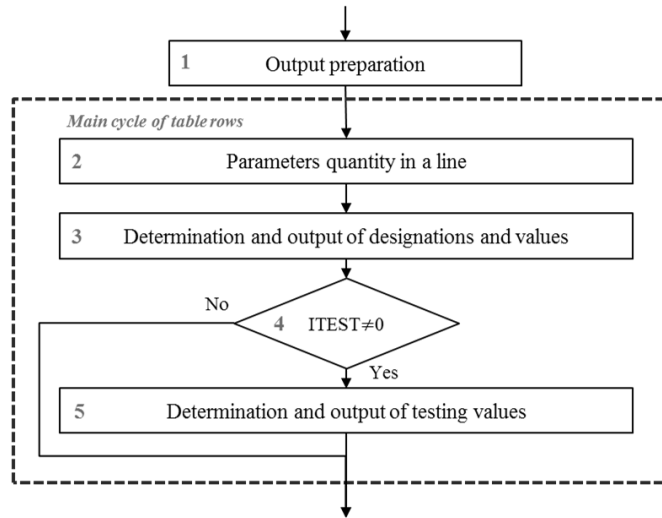 1 Output preparation
Main cycle of table rows
2 Parameters quantity in a line
3 Determination and output of designations and values
No
4 ITEST≠0
Yes
5 Determination and output of testing values